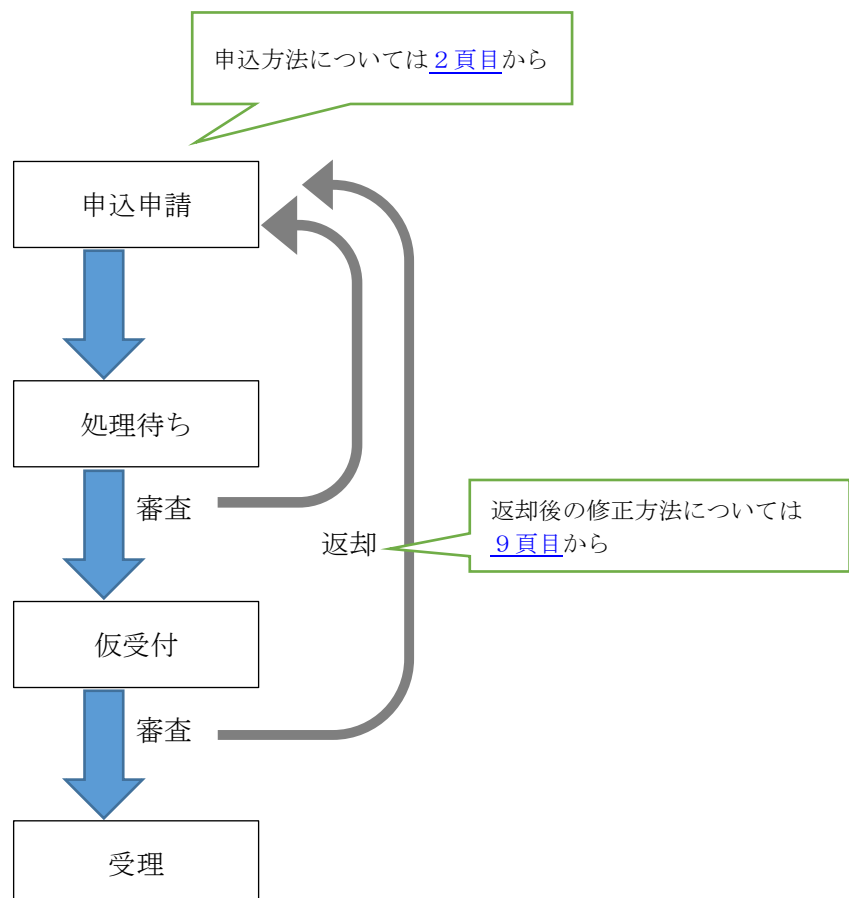 申込方法については２頁目から
申込申請
処理待ち
審査
返却
返却後の修正方法については
９頁目から
仮受付
審査
受理